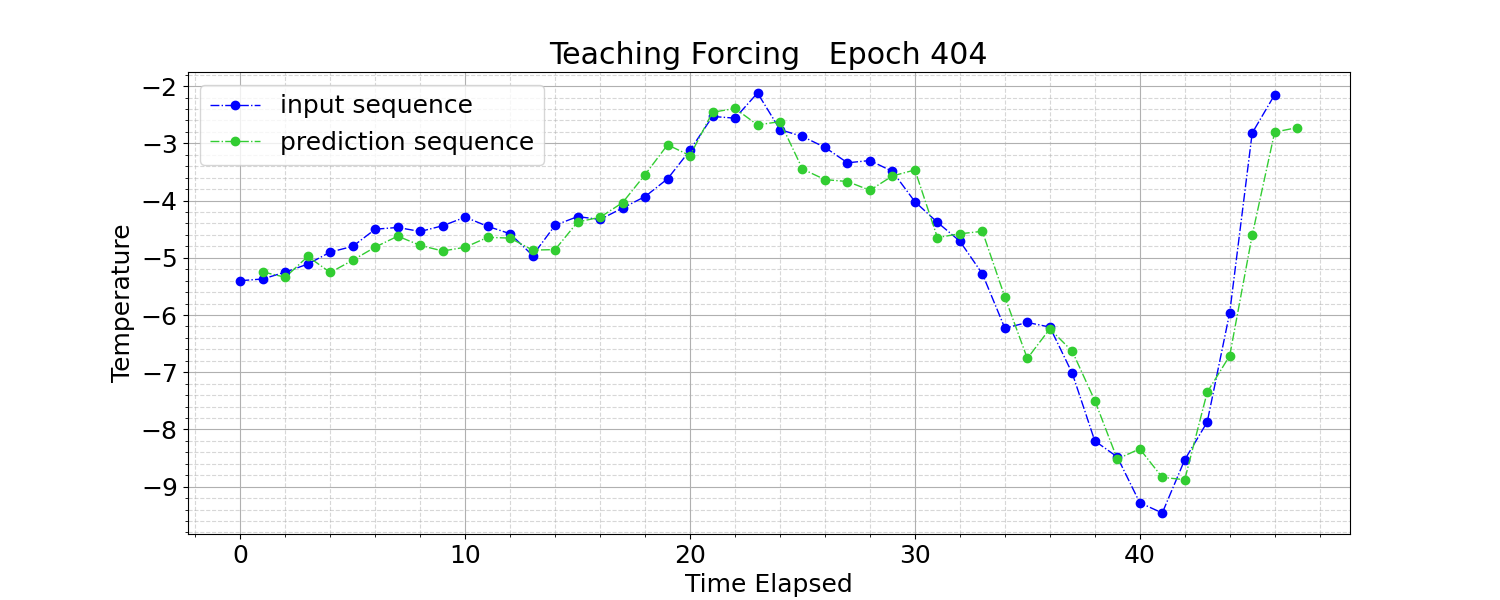 Teaching Forcing   Epoch 404
input sequence
prediction sequence
Temperature
−2
−3
−4
−5
−6
−7
−8
−9
0 10 20 30 40
Time Elapsed